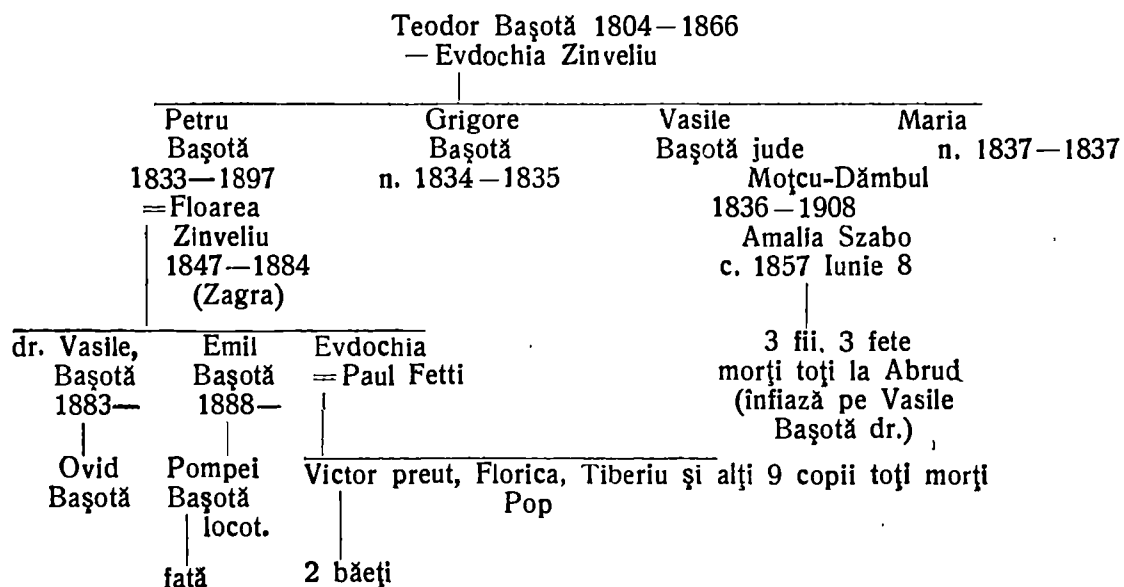 Teodor Başotă 1804—1866
— Evdochia Zinveliu
Petru Grigore Vasile Maria
Başotă Başotă Başotă jude n. 1837—1837
1833—1897 n. 1834—1835 Moţcu-Dămbul
=Floarea 1836—1908
Zinveliu Amalia Szabo
1847—1884 c. 1857 Iunie 8
(Zagra)
dr. Vasile, Emil Evdochia 3 fii, 3 fete
Başotă Başotă =Paul Fetti morţi toţi la Abrud
1883— 1888— (înfiază pe Vasile
Başotă dr.)
Ovid Pompei Victor preut, Florica, Tiberiu şi alţi 9 copii toţi morţi
Başotă Başotă Pop
locot.
fată 2 băeţi